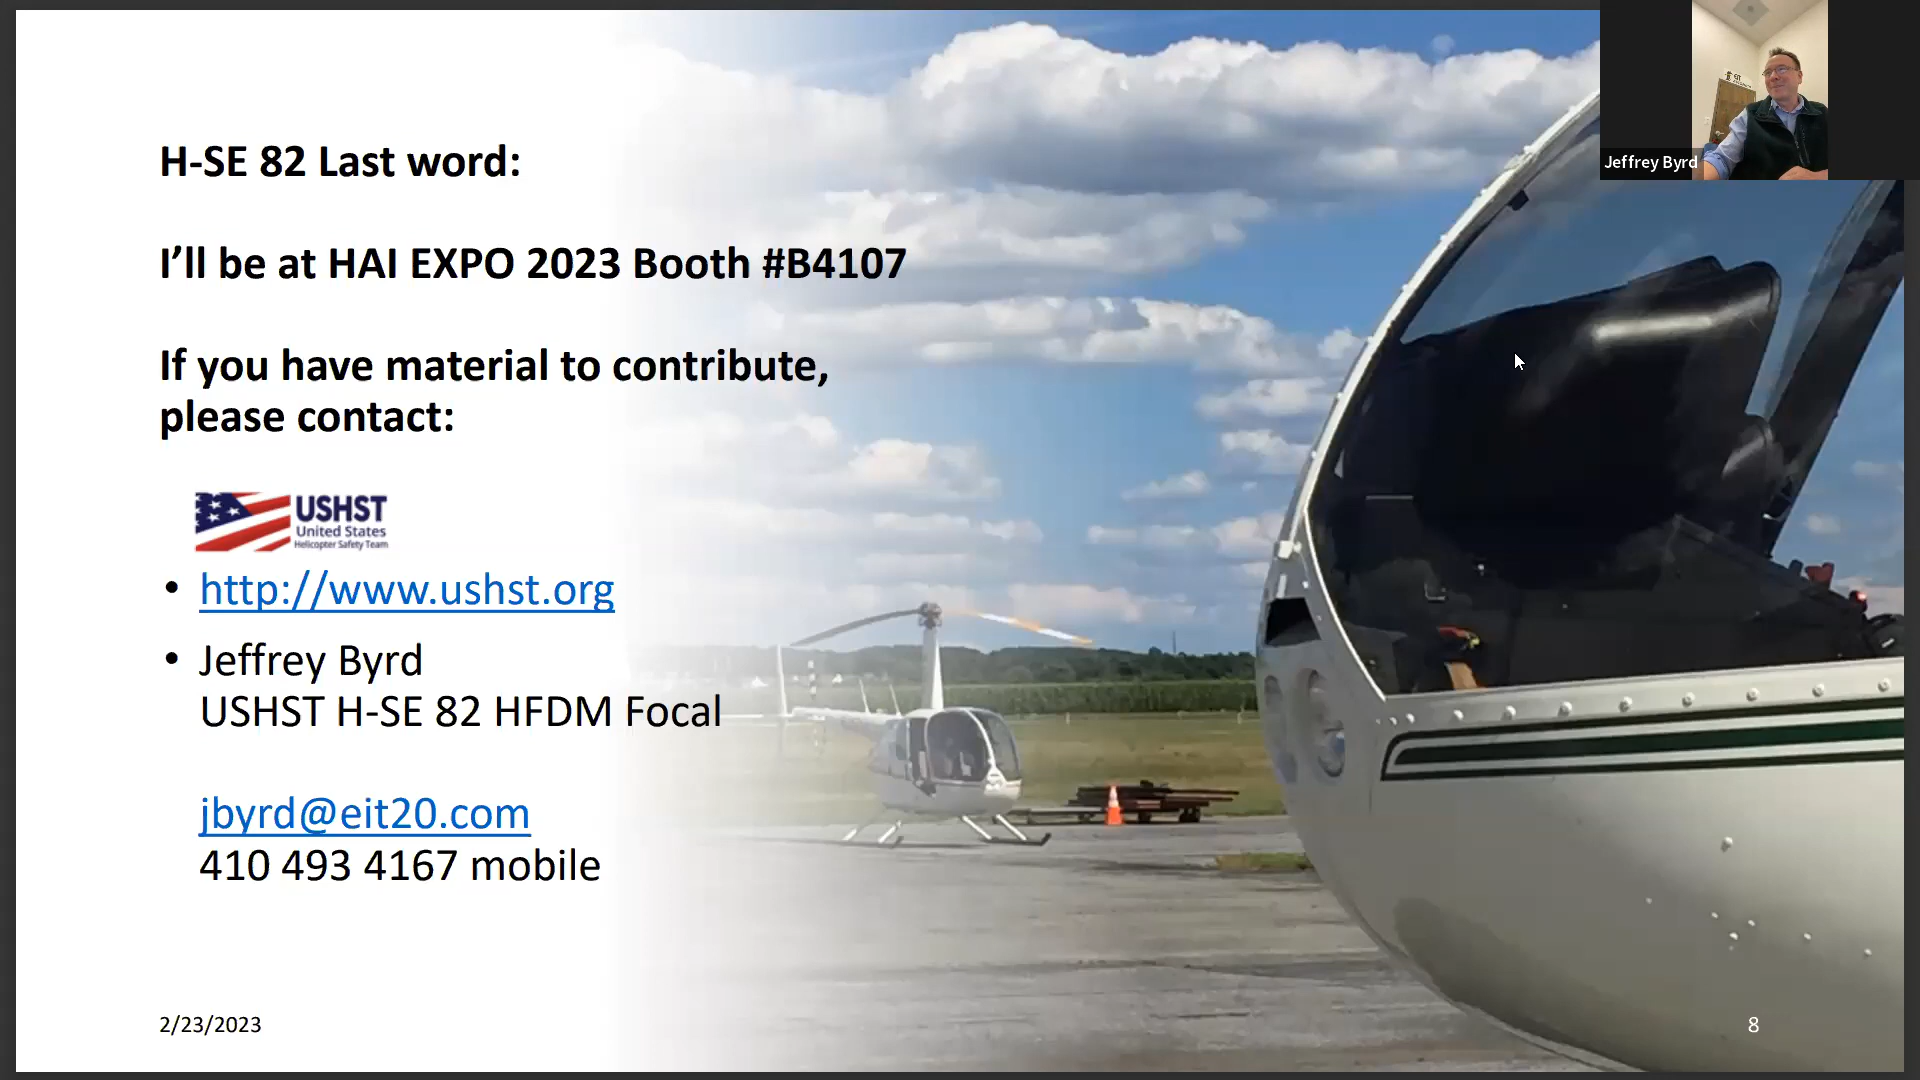 H-SE 82 Last word:
I’ll be at HAI EXPO 2023 Booth #B4107
If you have material to contribute,
please contact:
USHST
United States
Helicopter Safety Team
• http://www.ushst.org
• Jeffrey Byrd
USHST H-SE 82 HFDM Focal
jbyrd@eit20.com
410 493 4167 mobile
2/23/2023
8
Jeffrey Byrd